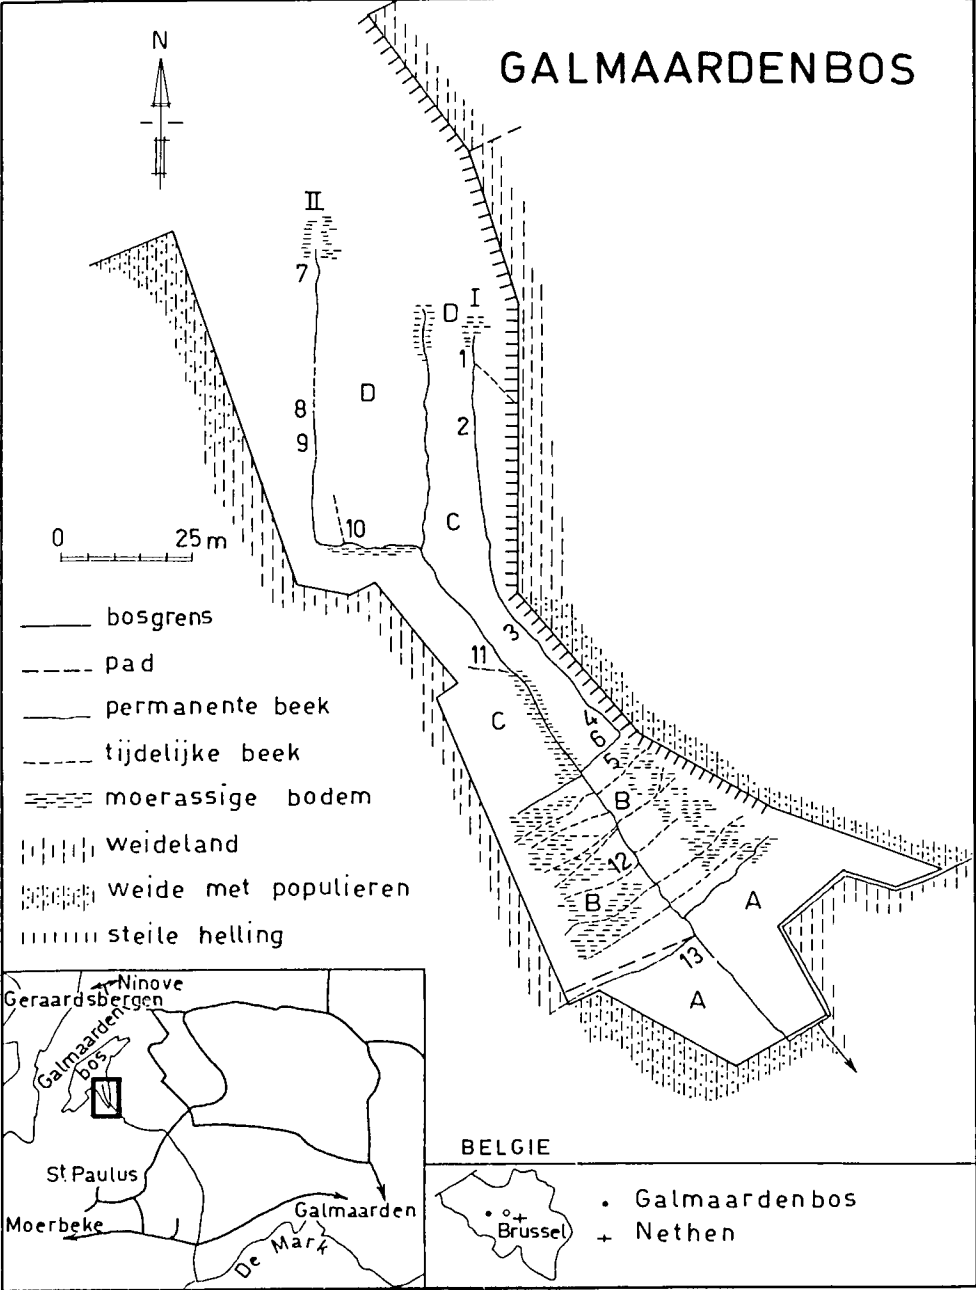 GALMAARDENBOS
N
II
7
I
D
1
D
8
2
9
10
C
0 25 m
3
11
C
4
6
5
B
12
B
A
13
A
bosgrens
pad
permanente beek
tijdelijke beek
moerassige bodem
weideland
weide met populieren
steile helling
Ninove
Geraardsbergen
Galmaarden-
bos
St. Paulus
Moerbeke
Galmaarden
De Mark
BELGIE
Brussel
Galmaardenbos
Nethen